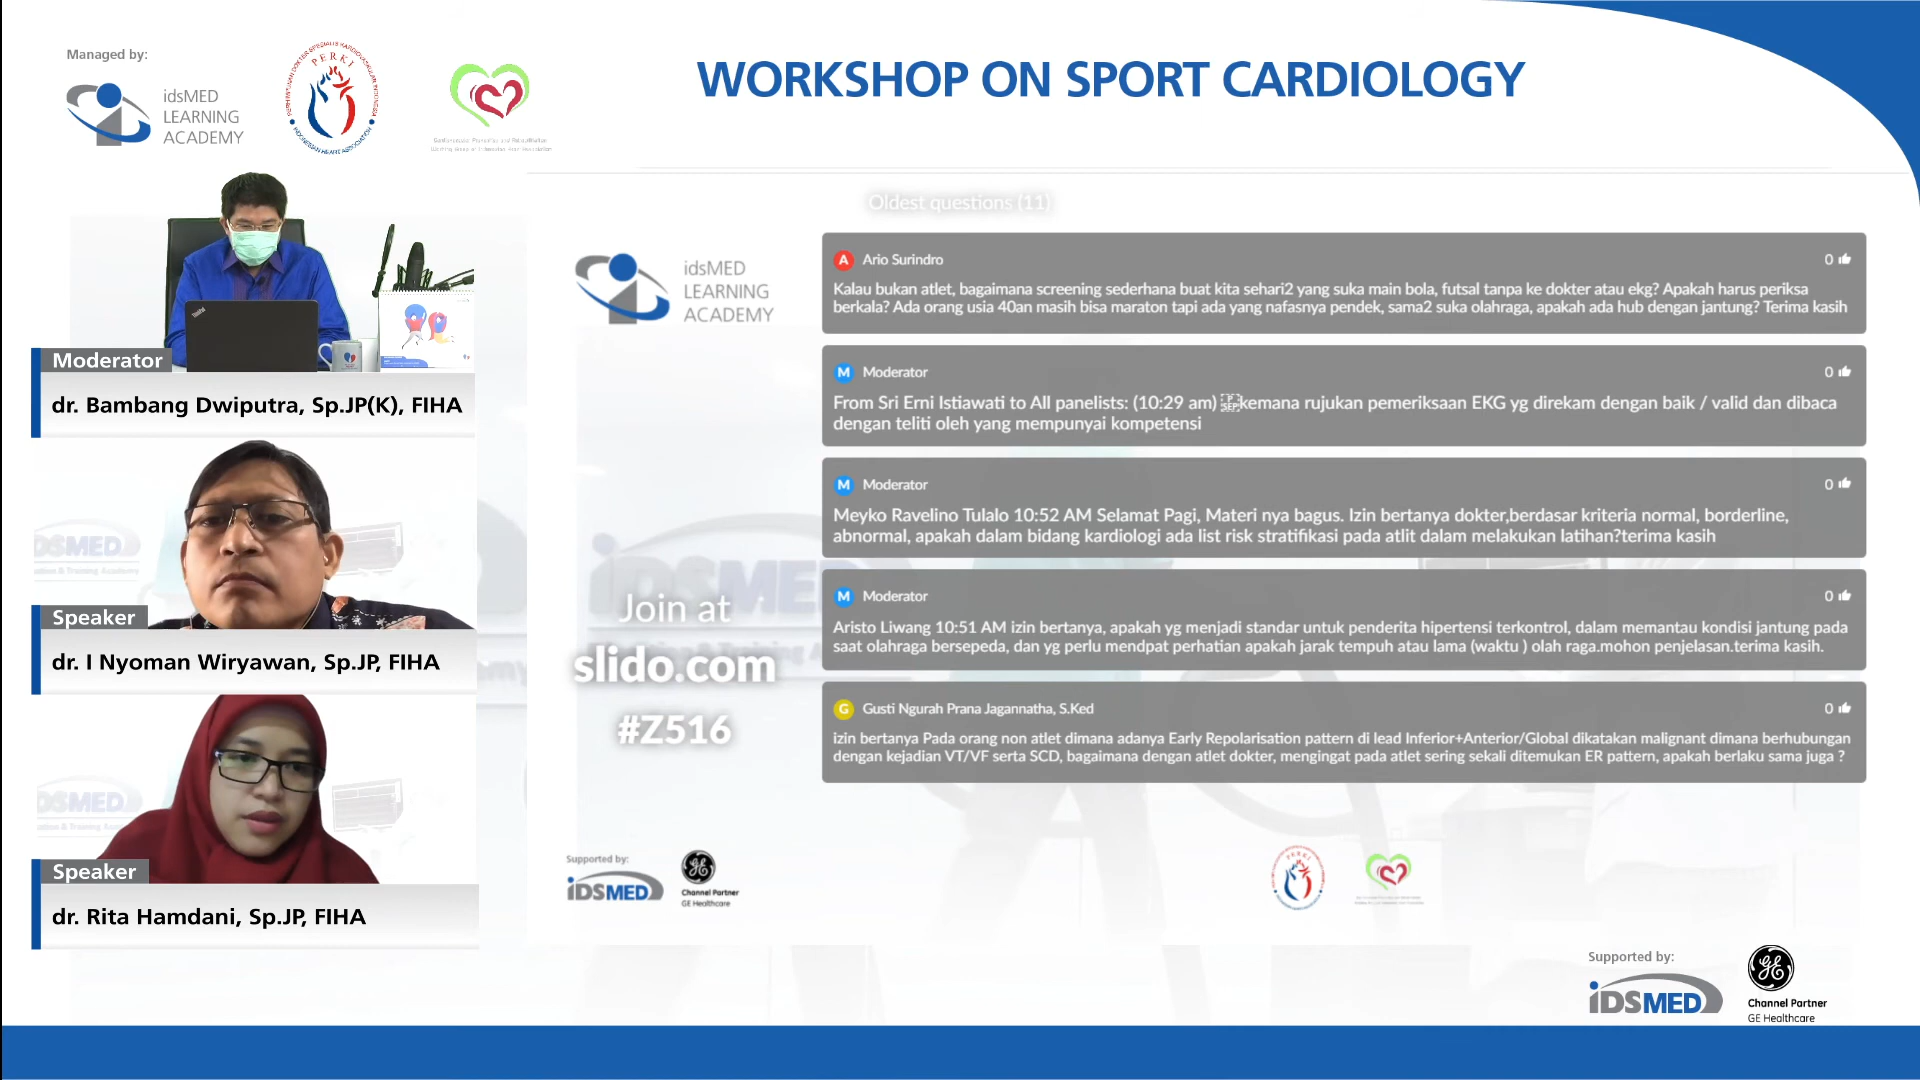 Managed by:
idsMED
LEARNING
ACADEMY
PERHIMPUNAN DOKTER SPESIALIS KARDIOVASKULAR INDONESIA
PERKI
INDONESIAN HEART ASSOCIATION
WORKSHOP ON SPORT CARDIOLOGY
Moderator
dr. Bambang Dwiputra, Sp.JP(K), FIHA
Speaker
dr. I Nyoman Wiryawan, Sp.JP, FIHA
Speaker
dr. Rita Hamdani, Sp.JP, FIHA
Oldest questions (11)
idsMED
LEARNING
ACADEMY
Join at
slido.com
#Z516
A Ario Surindro 0
Kalau bukan atlet, bagaimana screening sederhana buat kita sehari2 yang suka main bola, futsal tanpa ke dokter atau ekg? Apakah harus periksa
berkala? Ada orang usia 40an masih bisa maraton tapi ada yang nafasnya pendek, sama2 suka olahraga, apakah ada hub dengan jantung? Terima kasih
M Moderator 0
From Sri Erni Istiawati to All panelists: (10:29 am) kemana rujukan pemeriksaan EKG yg direkam dengan baik / valid dan dibaca
dengan teliti oleh yang mempunyai kompetensi
M Moderator 0
Meyko Ravelino Tulalo 10:52 AM Selamat Pagi, Materi nya bagus. Izin bertanya dokter,berdasar kriteria normal, borderline,
abnormal, apakah dalam bidang kardiologi ada list risk stratifikasi pada atlit dalam melakukan latihan?terima kasih
M Moderator 0
Aristo Liwang 10:51 AM izin bertanya, apakah yg menjadi standar untuk penderita hipertensi terkontrol, dalam memantau kondisi jantung pada
saat olahraga bersepeda, dan yg perlu mendpat perhatian apakah jarak tempuh atau lama (waktu ) olah raga.mohon penjelasan.terima kasih.
G Gusti Ngurah Prana Jagannatha, S.Ked 0
izin bertanya Pada orang non atlet dimana adanya Early Repolarisation pattern di lead Inferior+Anterior/Global dikatakan malignant dimana berhubungan
dengan kejadian VT/VF serta SCD, bagaimana dengan atlet dokter, mengingat pada atlet sering sekali ditemukan ER pattern, apakah berlaku sama juga ?
Supported by:
iDSMED
Channel Partner
GE Healthcare
PERKI
Supported by:
iDSMED
Channel Partner
GE Healthcare